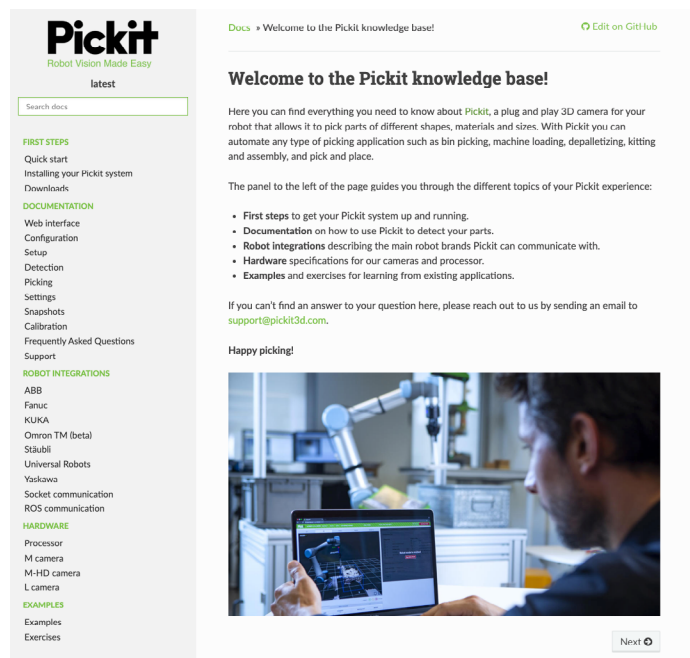 Pickit
Robot Vision Made Easy
latest
Search docs
FIRST STEPS
Quick start
Installing your Pickit system
Downloads
DOCUMENTATION
Web interface
Configuration
Setup
Detection
Picking
Settings
Snapshots
Calibration
Frequently Asked Questions
Support
ROBOT INTEGRATIONS
ABB
Fanuc
KUKA
Omron TM (beta)
Stäubli
Universal Robots
Yaskawa
Socket communication
ROS communication
HARDWARE
Processor
M camera
M-HD camera
L camera
EXAMPLES
Examples
Exercises
Docs » Welcome to the Pickit knowledge base!
Edit on GitHub
Welcome to the Pickit knowledge base!
Here you can find everything you need to know about Pickit, a plug and play 3D camera for your
robot that allows it to pick parts of different shapes, materials and sizes. With Pickit you can
automate any type of picking application such as bin picking, machine loading, depalletizing, kitting
and assembly, and pick and place.
The panel to the left of the page guides you through the different topics of your Pickit experience:
• First steps to get your Pickit system up and running.
• Documentation on how to use Pickit to detect your parts.
• Robot integrations describing the main robot brands Pickit can communicate with.
• Hardware specifications for our cameras and processor.
• Examples and exercises for learning from existing applications.
If you can't find an answer to your question here, please reach out to us by sending an email to
support@pickit3d.com.
Happy picking!
Next